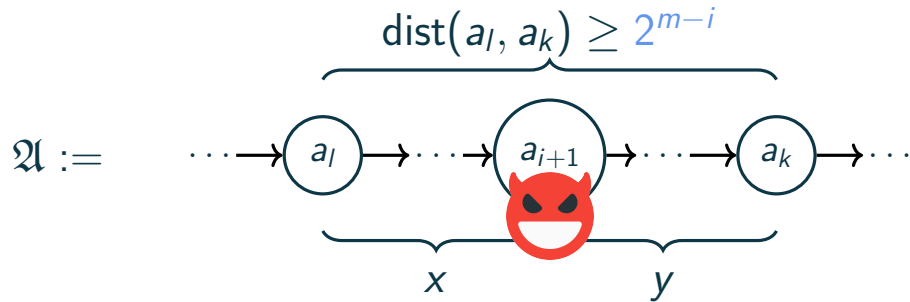 dist(a_l, a_k) ≥ 2^{m−i}
𝔄 := ··· a_l ··· a_{i+1} ··· a_k ···
x y